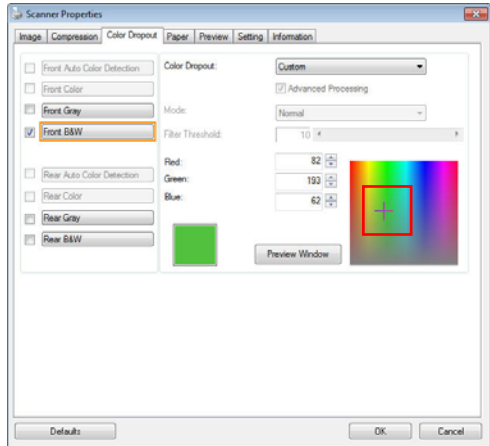 Scanner Properties
Image Compression Color Dropout Paper Preview Setting Information
Front Auto Color Detection
Front Color
Front Gray
Front B&W
Rear Auto Color Detection
Rear Color
Rear Gray
Rear B&W
Color Dropout: Custom
Advanced Processing
Mode: Normal
Filter Threshold: 10
Red: 82
Green: 193
Blue: 62
Preview Window
Defaults OK Cancel